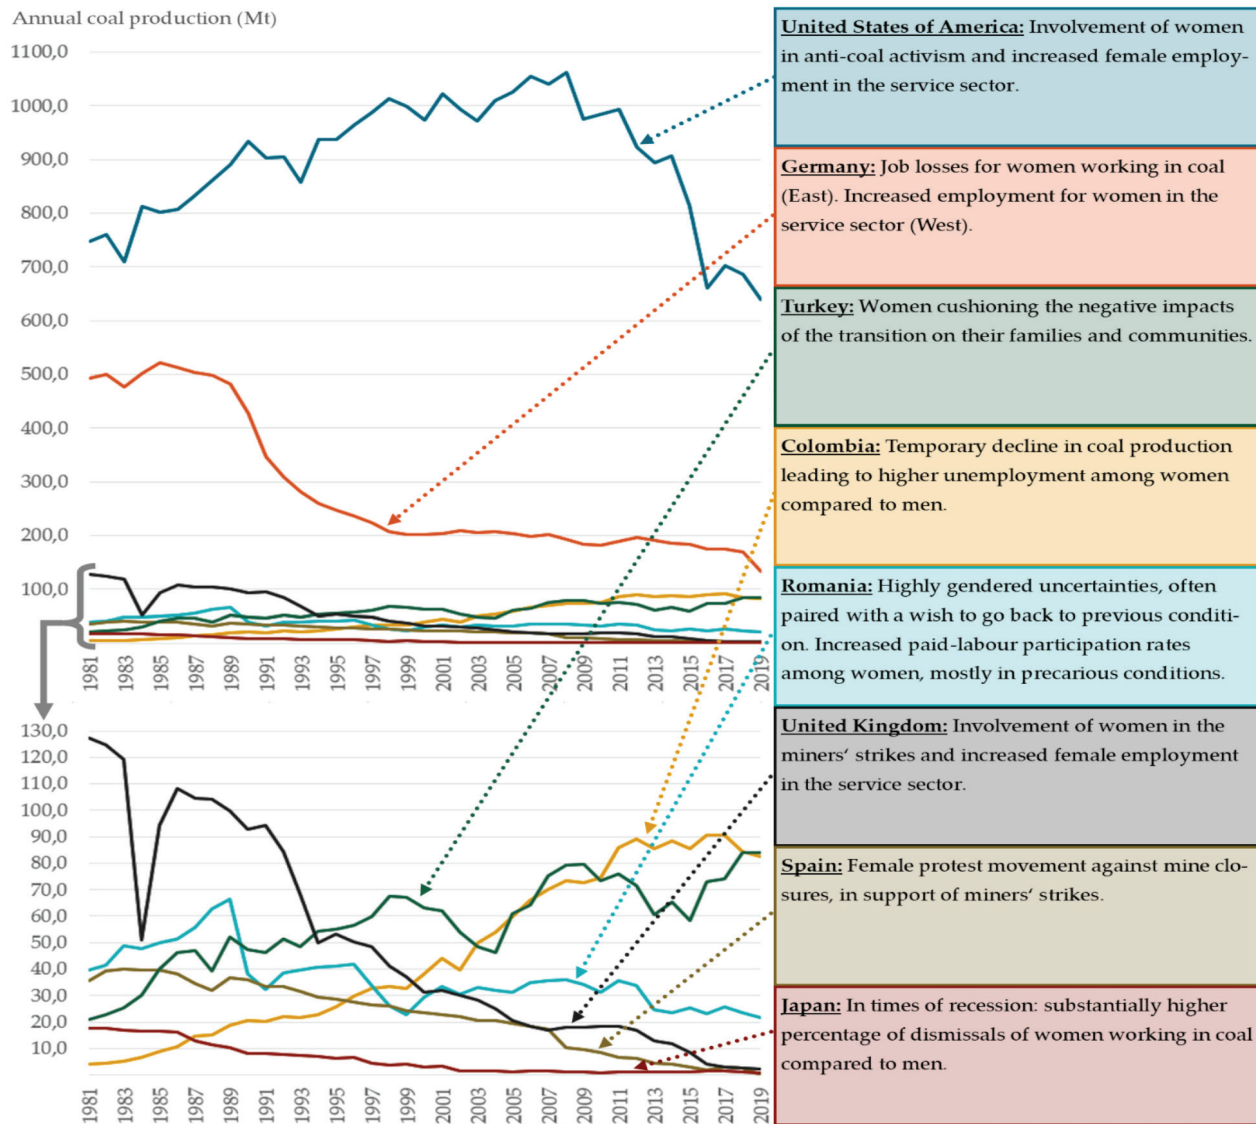 Annual coal production (Mt)
1100,0
1000,0
900,0
800,0
700,0
600,0
500,0
400,0
300,0
200,0
100,0
1981
1983
1985
1987
1989
1991
1993
1995
1997
1999
2001
2003
2005
2007
2009
2011
2013
2015
2017
2019
130,0
120,0
110,0
100,0
90,0
80,0
70,0
60,0
50,0
40,0
30,0
20,0
10,0
1981
1983
1985
1987
1989
1991
1993
1995
1997
1999
2001
2003
2005
2007
2009
2011
2013
2015
2017
2019
United States of America: Involvement of women
in anti-coal activism and increased female employ-
ment in the service sector.
Germany: Job losses for women working in coal
(East). Increased employment for women in the
service sector (West).
Turkey: Women cushioning the negative impacts
of the transition on their families and communities.
Colombia: Temporary decline in coal production
leading to higher unemployment among women
compared to men.
Romania: Highly gendered uncertainties, often
paired with a wish to go back to previous conditi-
on. Increased paid-labour participation rates
among women, mostly in precarious conditions.
United Kingdom: Involvement of women in the
miners‘ strikes and increased female employment
in the service sector.
Spain: Female protest movement against mine clo-
sures, in support of miners‘ strikes.
Japan: In times of recession: substantially higher
percentage of dismissals of women working in coal
compared to men.